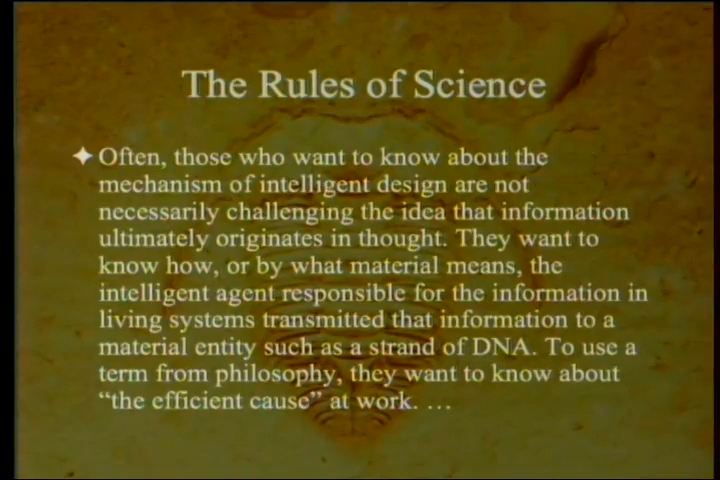 The Rules of Science
Often, those who want to know about the
mechanism of intelligent design are not
necessarily challenging the idea that information
ultimately originates in thought. They want to
know how, or by what material means, the
intelligent agent responsible for the information in
living systems transmitted that information to a
material entity such as a strand of DNA. To use a
term from philosophy, they want to know about
“the efficient cause” at work. …